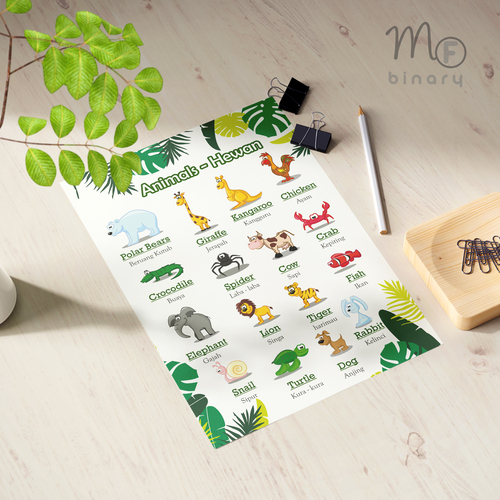 MF
binary
Animals - Hewan
Polar Bears
Beruang Kutub
Giraffe
Jerapah
Kangaroo
Kangguru
Chicken
Ayam
Crocodile
Buaya
Spider
Laba - laba
Cow
Sapi
Crab
Kepiting
Elephant
Gajah
Lion
Singa
Tiger
harimau
Fish
Ikan
Snail
Siput
Turtle
Kura - kura
Dog
Anjing
Rabbit
Kelinci